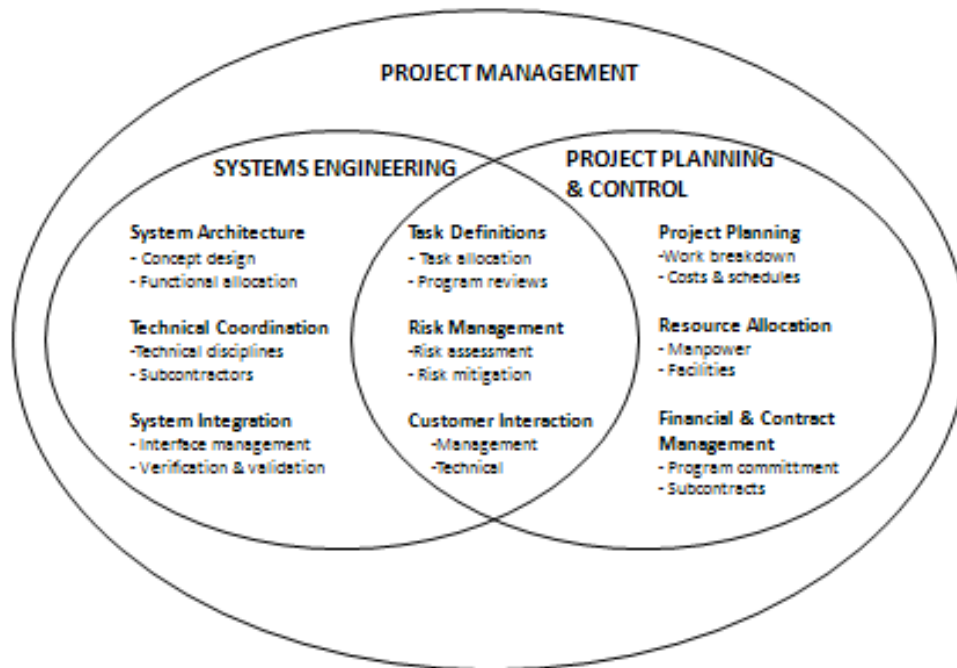 PROJECT MANAGEMENT
SYSTEMS ENGINEERING
System Architecture
- Concept design
- Functional allocation
Technical Coordination
-Technical disciplines
- Subcontractors
System Integration
- Interface management
- Verification & validation
Task Definitions
- Task allocation
- Program reviews
Risk Management
-Risk assessment
- Risk mitigation
Customer Interaction
-Management
-Technical
PROJECT PLANNING
& CONTROL
Project Planning
-Work breakdown
- Costs & schedules
Resource Allocation
- Manpower
- Facilities
Financial & Contract
Management
- Program committment
- Subcontracts